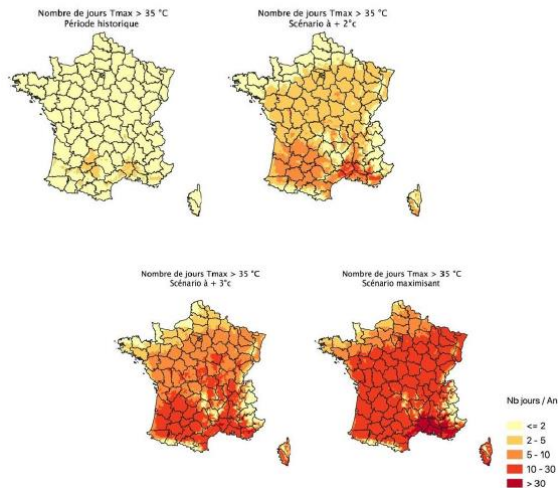 Nombre de jours Tmax > 35 °C
Période historique
Nombre de jours Tmax > 35 °C
Scénario à + 2°c
Nombre de jours Tmax > 35 °C
Scénario à + 3°c
Nombre de jours Tmax > 35 °C
Scénario maximisant
Nb jours / An
<= 2
2 - 5
5 - 10
10 - 30
> 30